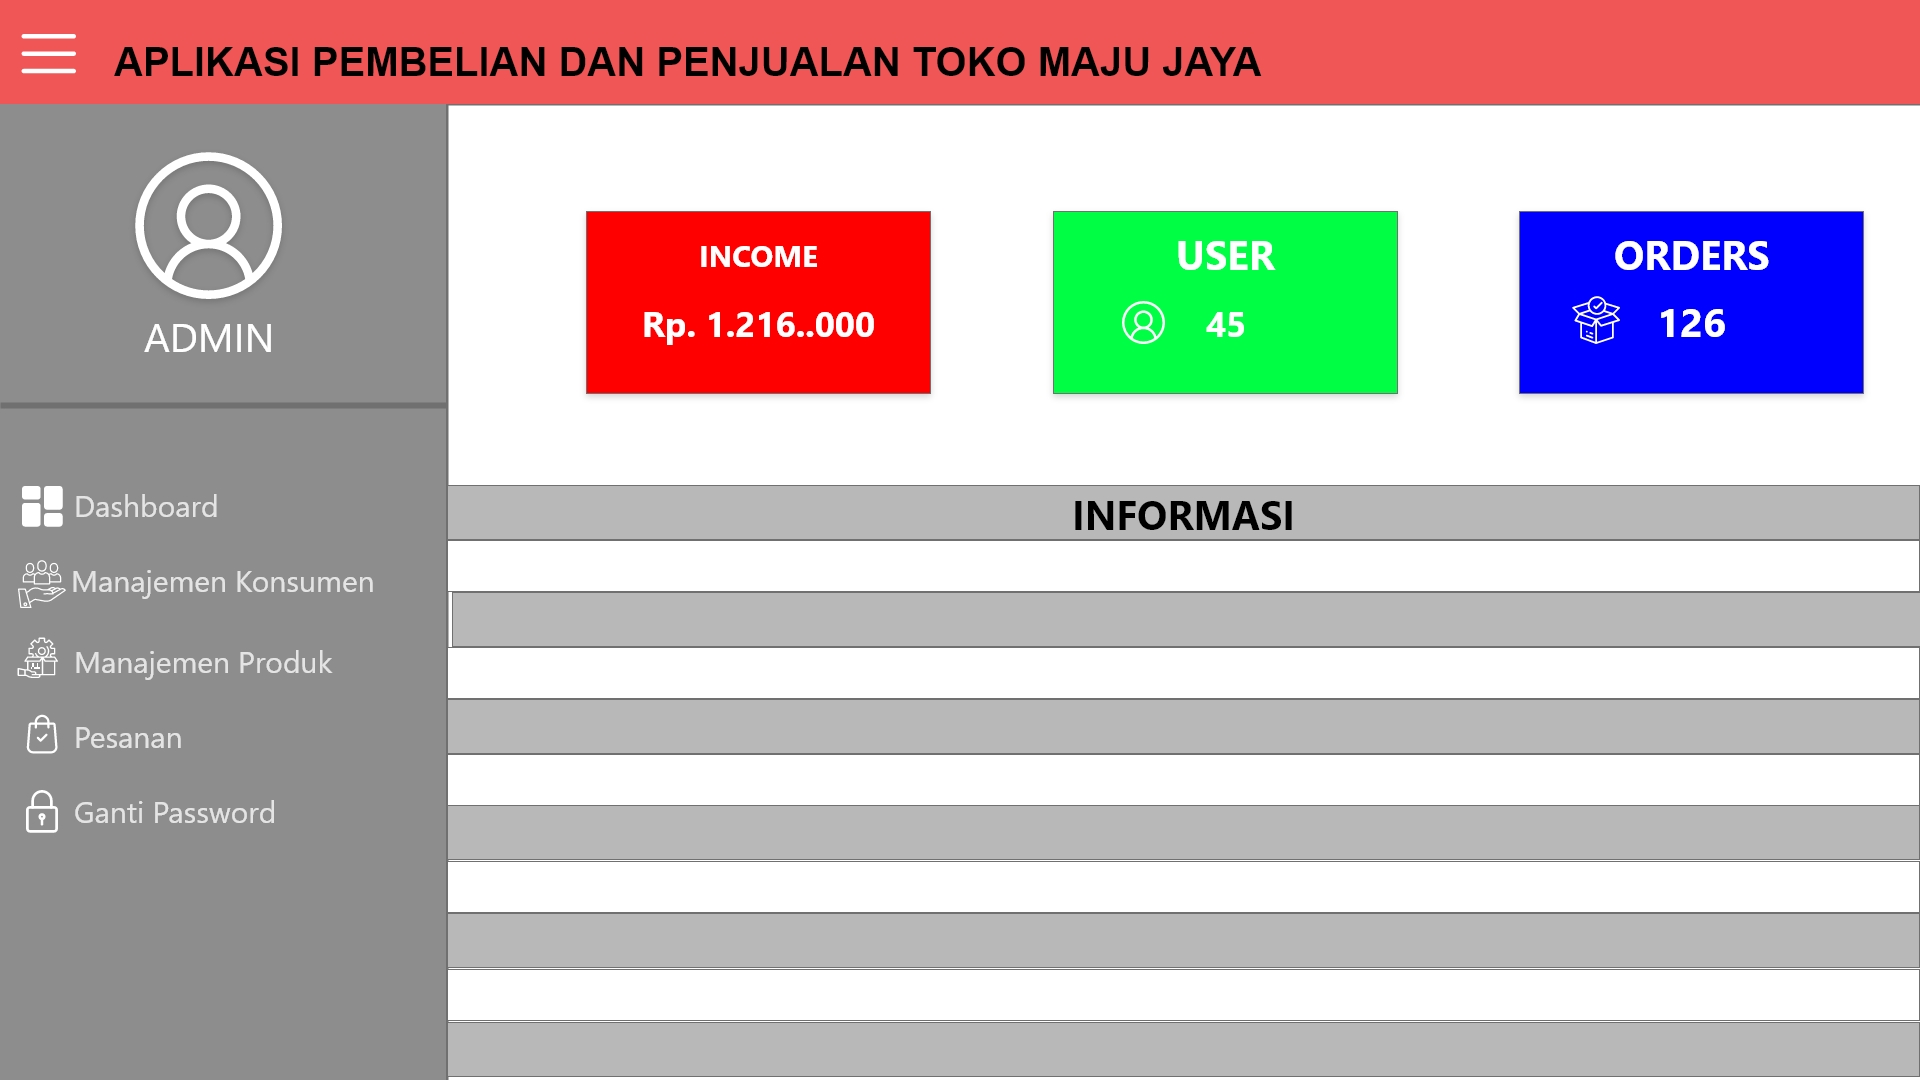 APLIKASI PEMBELIAN DAN PENJUALAN TOKO MAJU JAYA
ADMIN
Dashboard
Manajemen Konsumen
Manajemen Produk
Pesanan
Ganti Password
INCOME
Rp. 1.216..000
USER
45
ORDERS
126
INFORMASI